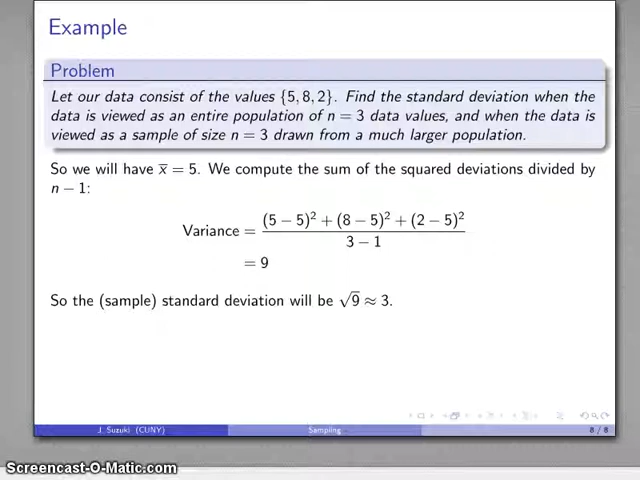 Example
Problem
Let our data consist of the values {5, 8, 2}. Find the standard deviation when the
data is viewed as an entire population of n = 3 data values, and when the data is
viewed as a sample of size n = 3 drawn from a much larger population.
So we will have x̅ = 5. We compute the sum of the squared deviations divided by
n − 1:
Variance = \frac{(5 − 5)² + (8 − 5)² + (2 − 5)²}{3 − 1}
= 9
So the (sample) standard deviation will be √9 ≈ 3.
J. Suzuki (CUNY) Sampling 8 / 8
Screencast-O-Matic.com